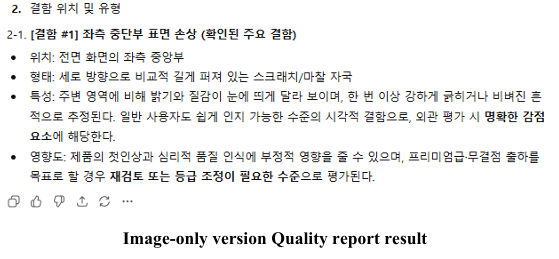 2. 결함 위치 및 유형
2-1. [결함 #1] 좌측 중단부 표면 손상 (확인된 주요 결함)
• 위치: 전면 화면의 좌측 중앙부
• 형태: 세로 방향으로 비교적 길게 퍼져 있는 스크래치/마찰 자국
• 특성: 주변 영역에 비해 밝기와 질감이 눈에 띄게 달라 보이며, 한 번 이상 강하게 긁히거나 비벼진 흔
적으로 추정된다. 일반 사용자도 쉽게 인지 가능한 수준의 시각적 결함으로, 외관 평가 시 명확한 감점
요소에 해당한다.
• 영향도: 제품의 첫인상과 심리적 품질 인식에 부정적 영향을 줄 수 있으며, 프리미엄급·무결점 출하를
목표로 할 경우 재검토 또는 등급 조정이 필요한 수준으로 평가된다.
Image-only version Quality report result